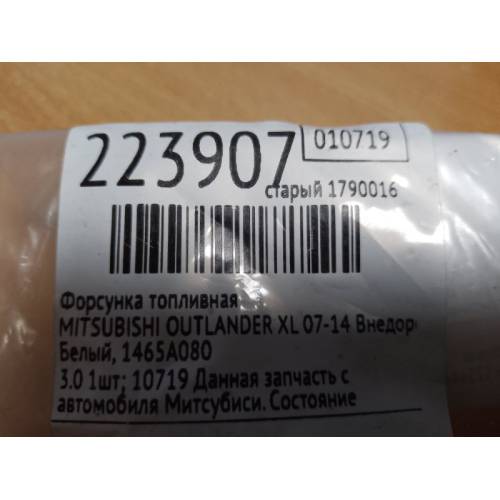 223907 010719
старый 1790016
Форсунка топливная,
MITSUBISHI OUTLANDER XL 07-14 Внедор
Белый, 1465A080
3.0 1шт; 10719 Данная запчасть с
автомобиля Митсубиси. Состояние